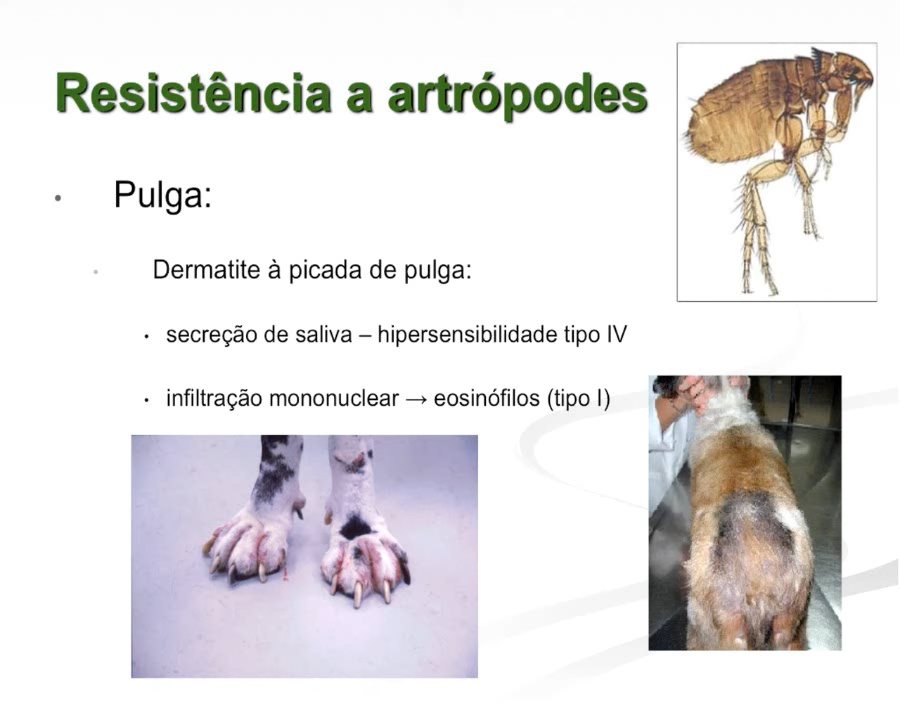 Resistência a artrópodes
• Pulga:
• Dermatite à picada de pulga:
• secreção de saliva – hipersensibilidade tipo IV
• infiltração mononuclear → eosinófilos (tipo I)